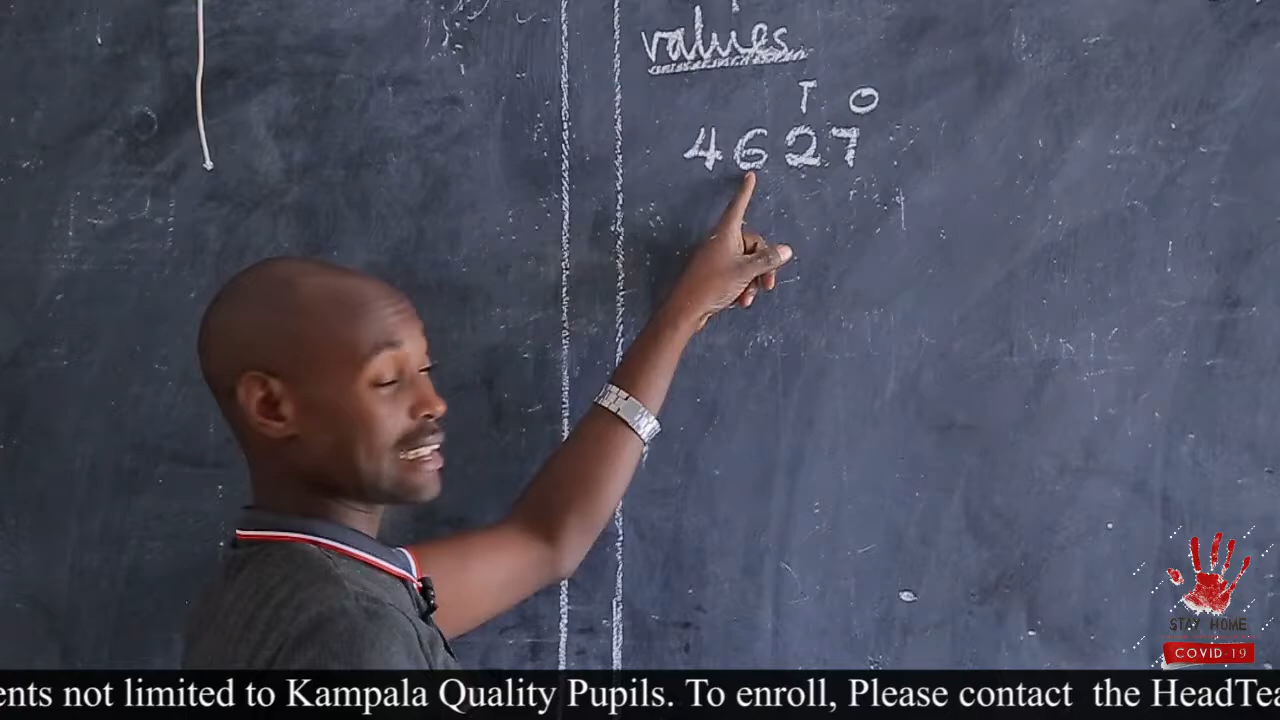 values
T O
4627
STAY HOME
COVID-19
ents not limited to Kampala Quality Pupils. To enroll, Please contact the HeadTea